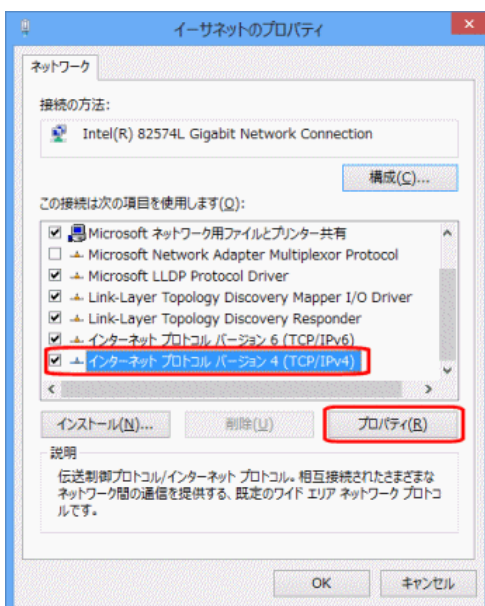 イーサネットのプロパティ
ネットワーク
接続の方法:
Intel(R) 82574L Gigabit Network Connection
構成(C)...
この接続は次の項目を使用します(O):
Microsoft ネットワーク用ファイルとプリンター共有
Microsoft Network Adapter Multiplexor Protocol
Microsoft LLDP Protocol Driver
Link-Layer Topology Discovery Mapper I/O Driver
Link-Layer Topology Discovery Responder
インターネット プロトコル バージョン 6 (TCP/IPv6)
インターネット プロトコル バージョン 4 (TCP/IPv4)
インストール(N)...
削除(U)
プロパティ(R)
説明
伝送制御プロトコル/インターネット プロトコル。相互接続されたさまざまな
ネットワーク間の通信を提供する、既定のワイド エリア ネットワーク プロトコ
ルです。
OK
キャンセル